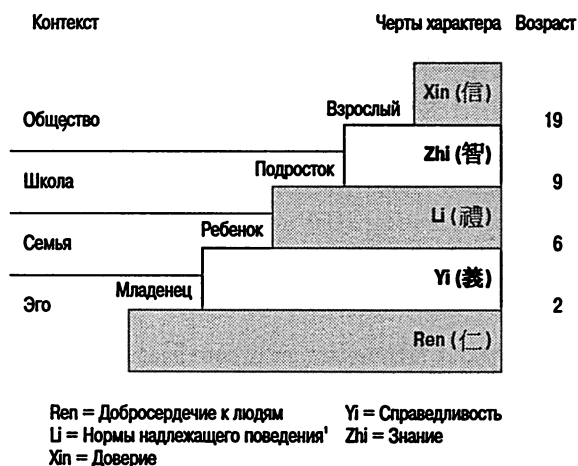 Контекст Черты характера Возраст
Xin (信)
Взрослый
Общество 19
Zhi (智)
Подросток
Школа 9
Li (禮)
Ребенок
Семья 6
Yi (義)
Младенец
Эго 2
Ren (仁)
Ren = Добросердечие к людям Yi = Справедливость
Li = Нормы надлежащего поведения' Zhi = Знание
Xin = Доверие